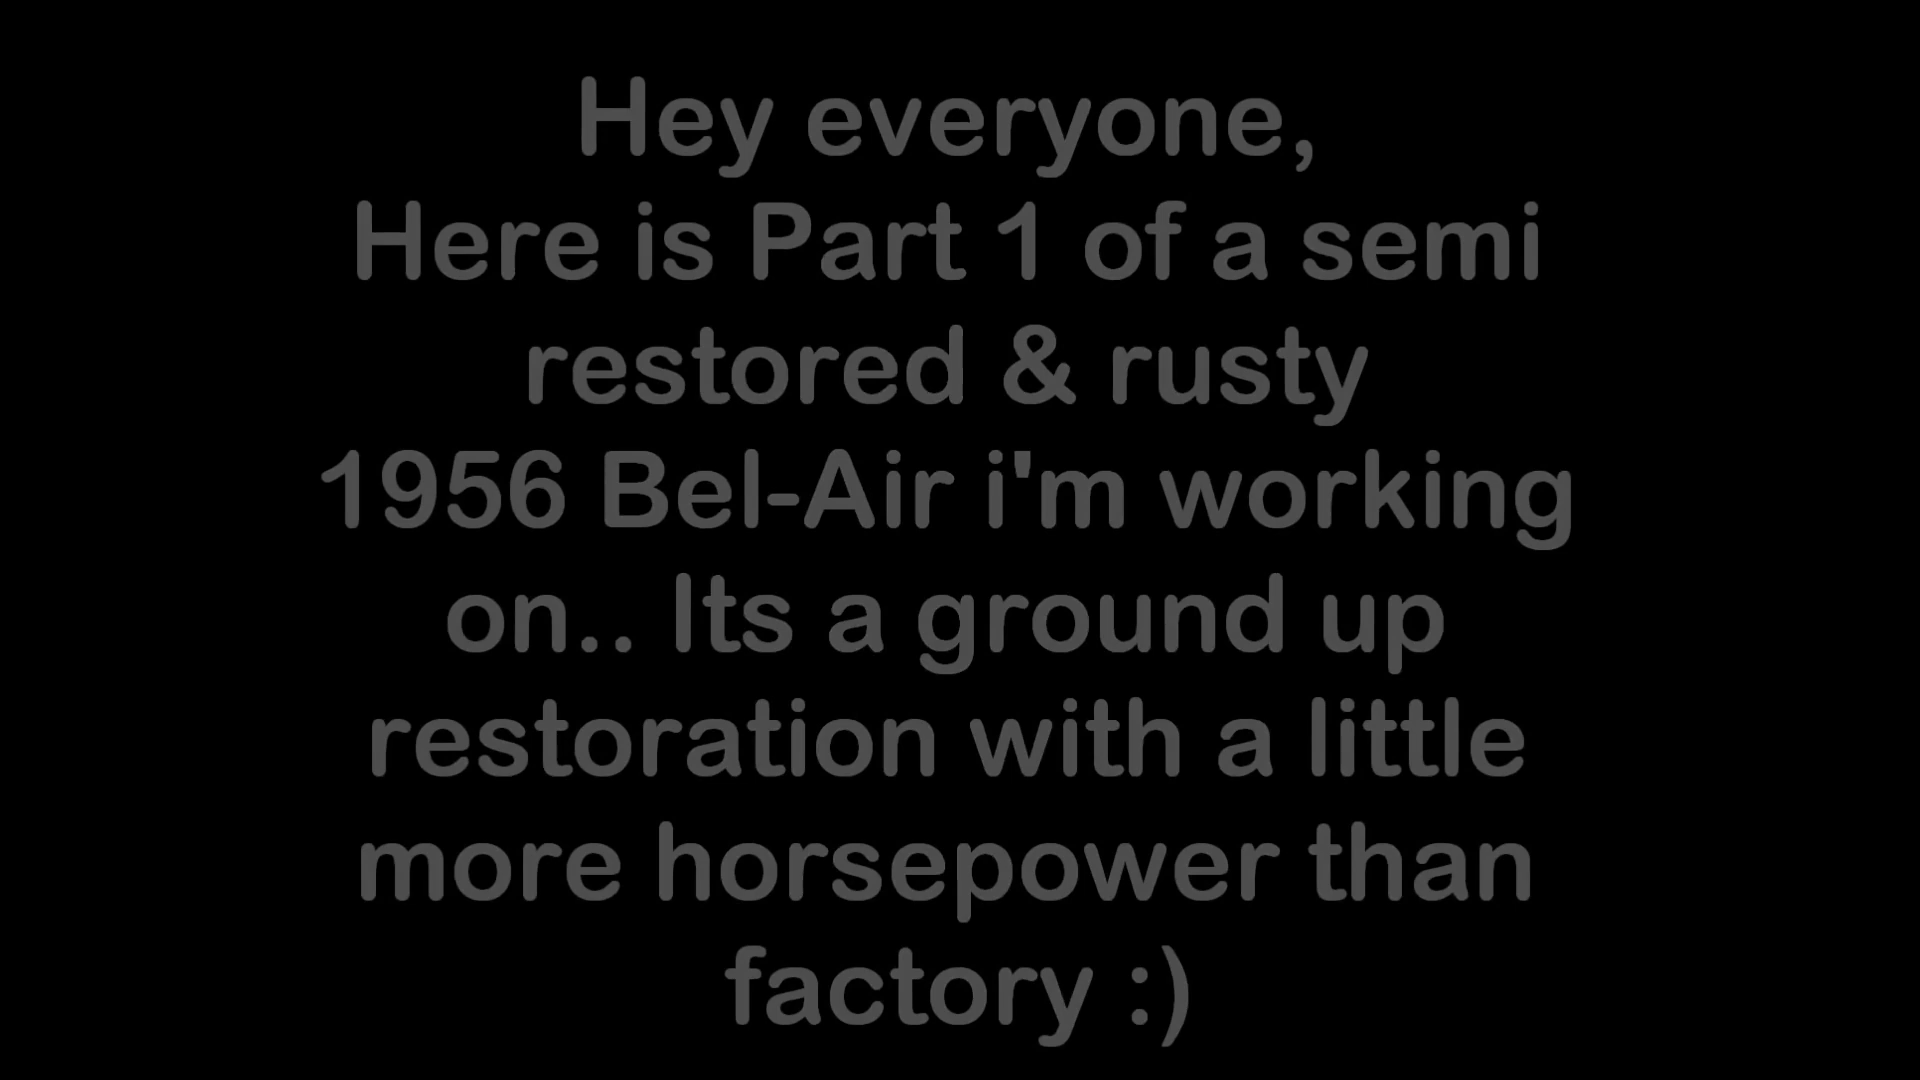 Hey everyone,
Here is Part 1 of a semi
restored & rusty
1956 Bel-Air i'm working
on.. Its a ground up
restoration with a little
more horsepower than
factory :)